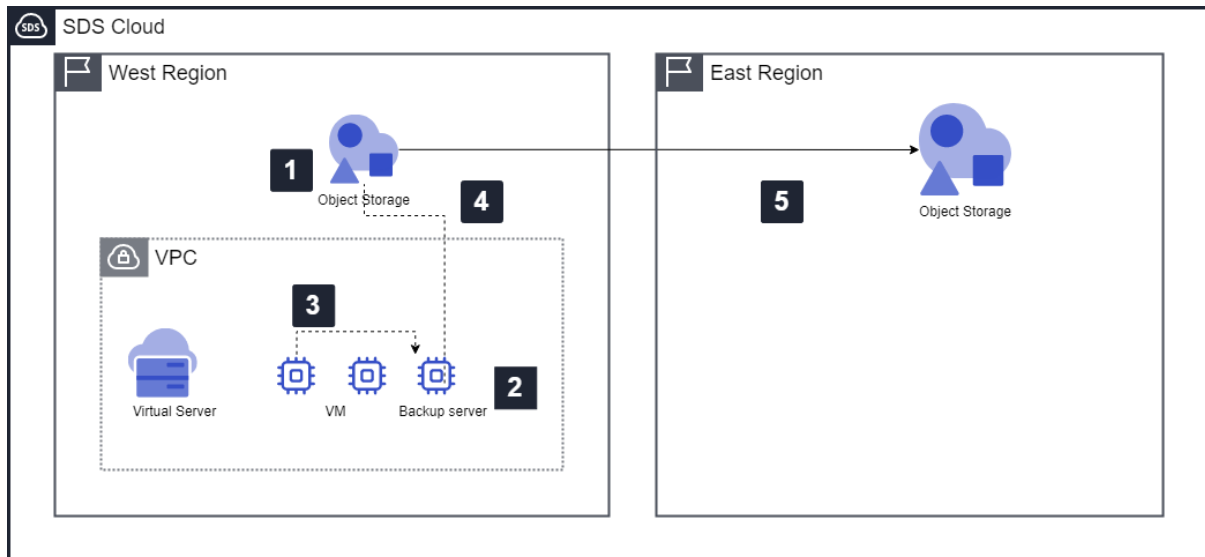 SDS
SDS Cloud
West Region
East Region
1
Object Storage
4
5
Object Storage
VPC
3
2
Virtual Server
VM
Backup server